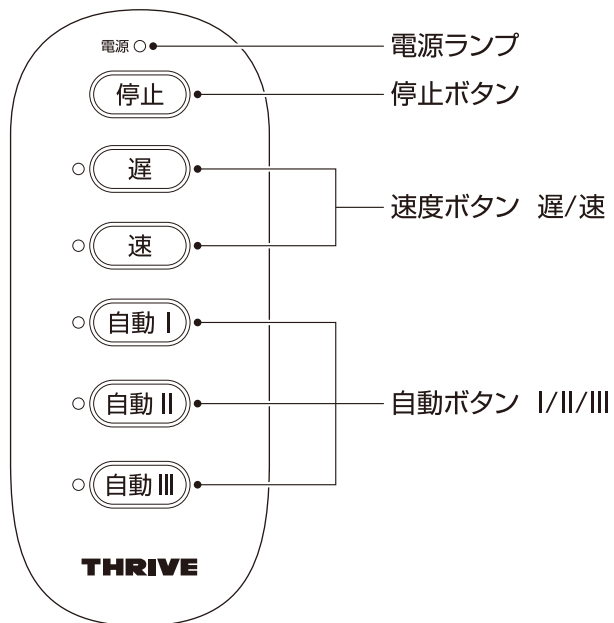 電源
電源ランプ
停止
停止ボタン
遅
速度ボタン 遅/速
速
自動 I
自動 II
自動ボタン I/II/III
自動 III
THRIVE